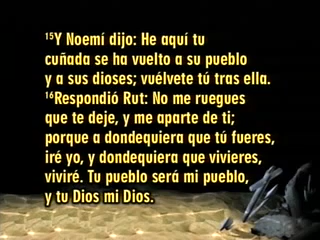 ¹⁵Y Noemí dijo: He aquí tu
cuñada se ha vuelto a su pueblo
y a sus dioses; vuélvete tú tras ella.
¹⁶Respondió Rut: No me ruegues
que te deje, y me aparte de ti;
porque a dondequiera que tú fueres,
iré yo, y dondequiera que vivieres,
viviré. Tu pueblo será mi pueblo,
y tu Dios mi Dios.